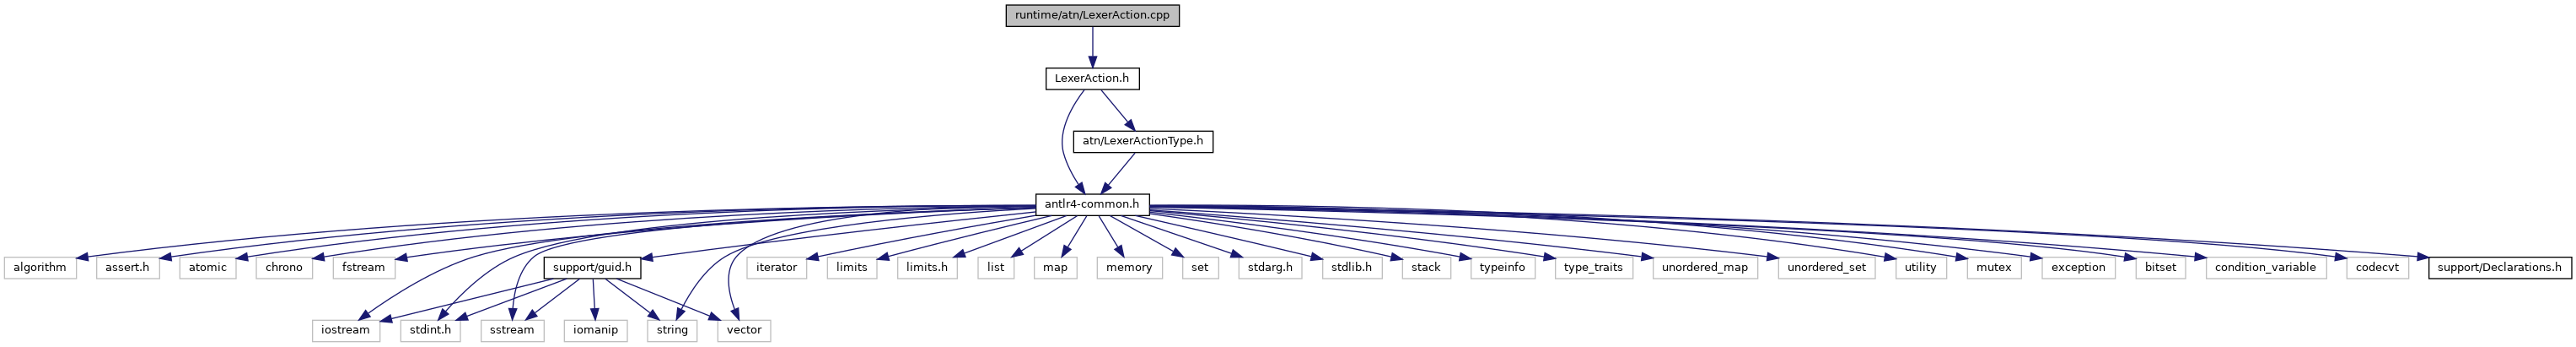 runtime/atn/LexerAction.cpp
LexerAction.h
atn/LexerActionType.h
antlr4-common.h
algorithm
assert.h
atomic
chrono
fstream
support/guid.h
iterator
limits
limits.h
list
map
memory
set
stdarg.h
stdlib.h
stack
typeinfo
type_traits
unordered_map
unordered_set
utility
mutex
exception
bitset
condition_variable
codecvt
support/Declarations.h
iostream
stdint.h
sstream
iomanip
string
vector